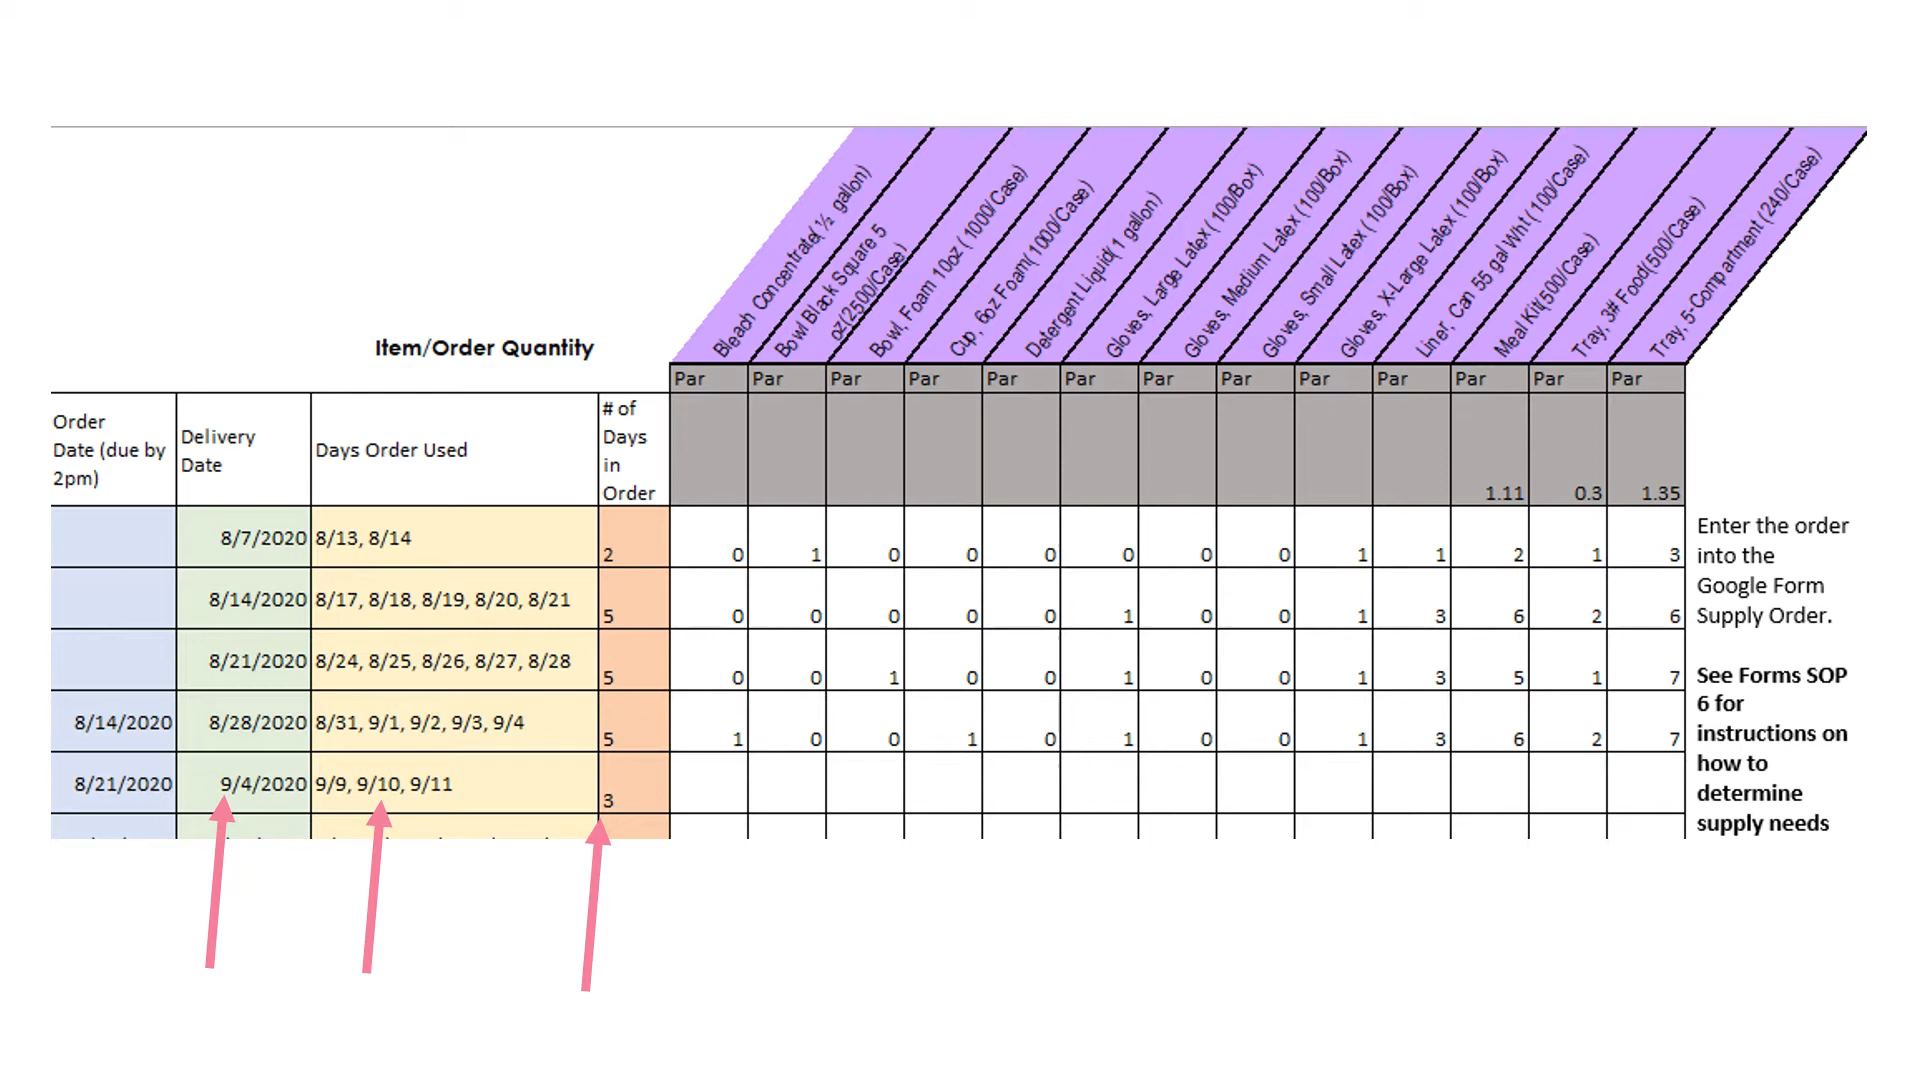 Bleach Concentrate(½ gallon)
Bowl Black Square 5
oz(2500/Case)
Bowl, Foam 10oz (1000/Case)
Cup, 6oz Foam(1000/Case)
Detergent Liquid(1 gallon)
Gloves, Large Latex (100/Box)
Gloves, Medium Latex (100/Box)
Gloves, Small Latex (100/Box)
Gloves, X-Large Latex (100/Box)
Liner, Can 55 gal Wht (100/Case)
Meal Kit(500/Case)
Tray, 3# Food(500/Case)
Tray, 5-Compartment (240/Case)
Item/Order Quantity
Par Par Par Par Par Par Par Par Par Par Par Par Par
Order
Date (due by
2pm)
Delivery
Date
Days Order Used
# of
Days
in
Order
1.11 0.3 1.35
8/7/2020 8/13, 8/14 2 0 1 0 0 0 0 0 0 1 1 2 1 3
8/14/2020 8/17, 8/18, 8/19, 8/20, 8/21 5 0 0 0 0 0 1 0 0 1 3 6 2 6
8/21/2020 8/24, 8/25, 8/26, 8/27, 8/28 5 0 0 1 0 0 1 0 0 1 3 5 1 7
8/14/2020 8/28/2020 8/31, 9/1, 9/2, 9/3, 9/4 5 1 0 0 1 0 1 0 0 1 3 6 2 7
8/21/2020 9/4/2020 9/9, 9/10, 9/11 3
Enter the order
into the
Google Form
Supply Order.
See Forms SOP
6 for
instructions on
how to
determine
supply needs